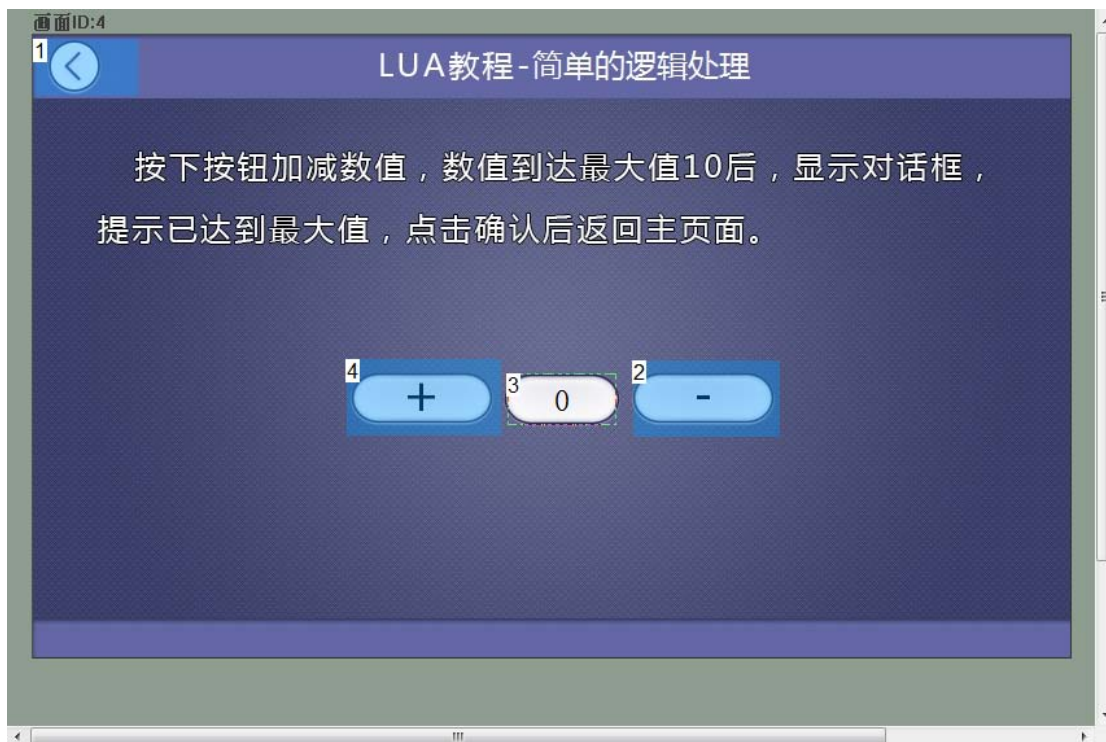 画面ID:4
1
LUA教程-简单的逻辑处理
按下按钮加减数值，数值到达最大值10后，显示对话框，
提示已达到最大值，点击确认后返回主页面。
4 + 3 0 2 -